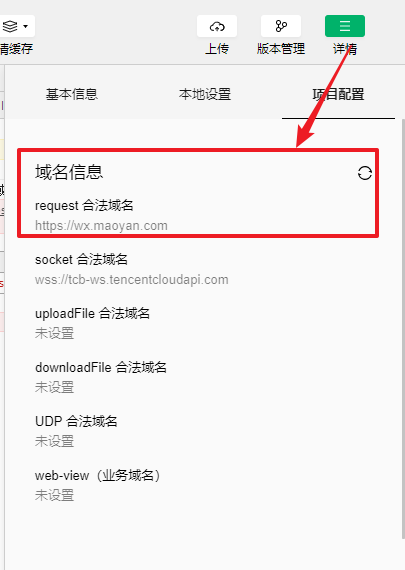 清缓存
上传
版本管理
详情
基本信息
本地设置
项目配置
域名信息
request 合法域名
https://wx.maoyan.com
socket 合法域名
wss://tcb-ws.tencentcloudapi.com
uploadFile 合法域名
未设置
downloadFile 合法域名
未设置
UDP 合法域名
未设置
web-view（业务域名）
未设置